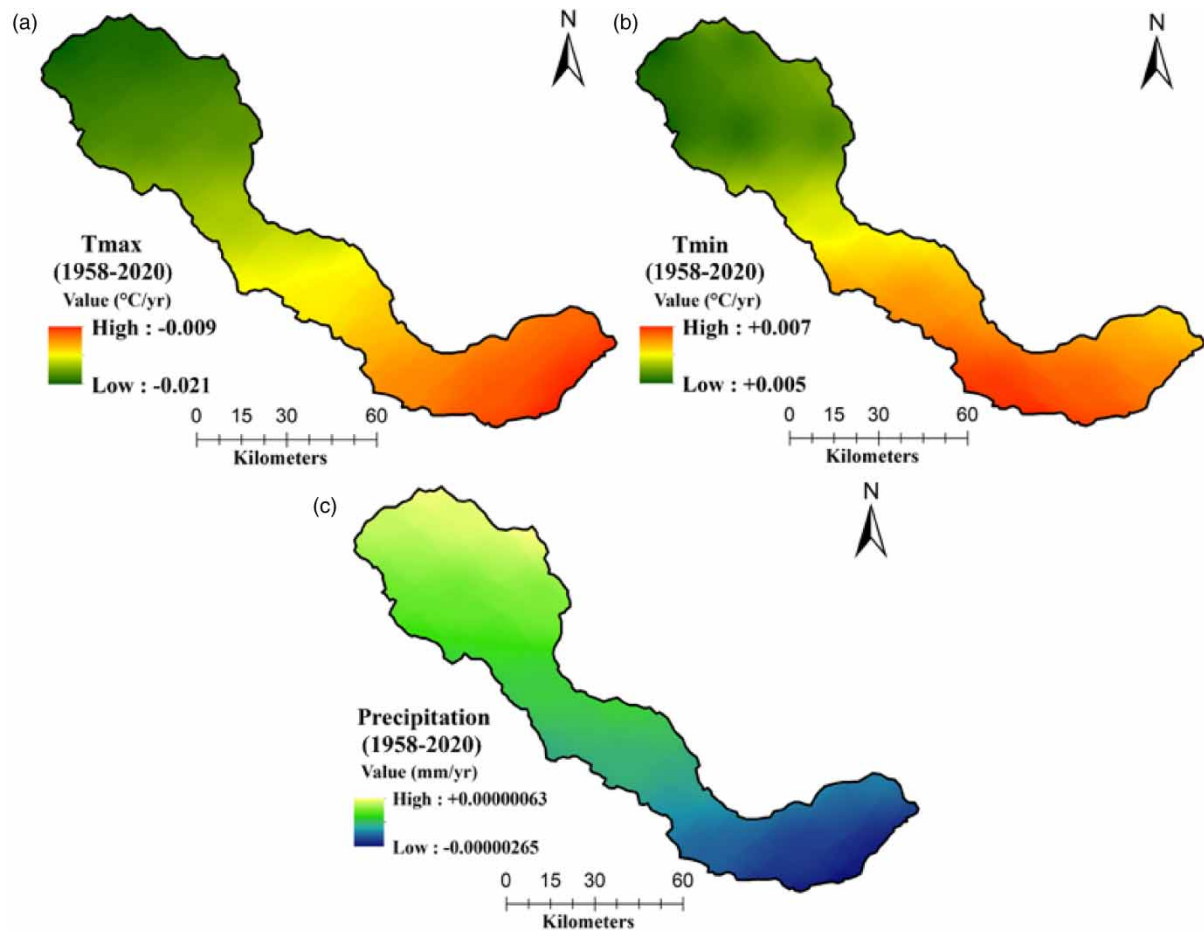 (a)
N
Tmax
(1958-2020)
Value (°C/yr)
High : -0.009
Low : -0.021
0 15 30 60
Kilometers
(b)
N
Tmin
(1958-2020)
Value (°C/yr)
High : +0.007
Low : +0.005
0 15 30 60
Kilometers
(c)
N
Precipitation
(1958-2020)
Value (mm/yr)
High : +0.00000063
Low : -0.00000265
0 15 30 60
Kilometers